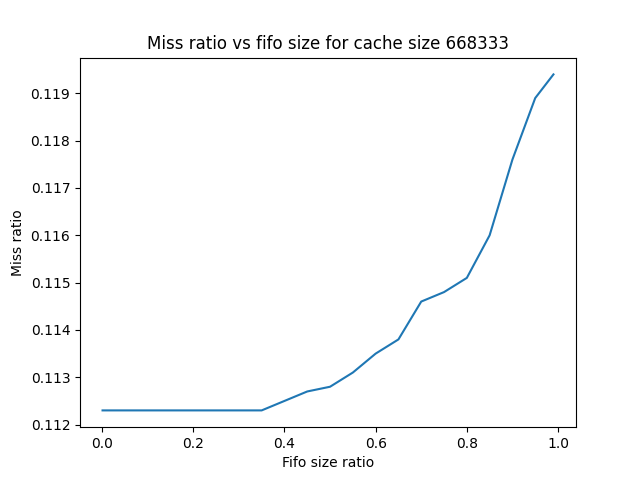 Miss ratio vs fifo size for cache size 668333
0.119
0.118
0.117
0.116
0.115
0.114
0.113
0.112
Miss ratio
0.0 0.2 0.4 0.6 0.8 1.0
Fifo size ratio